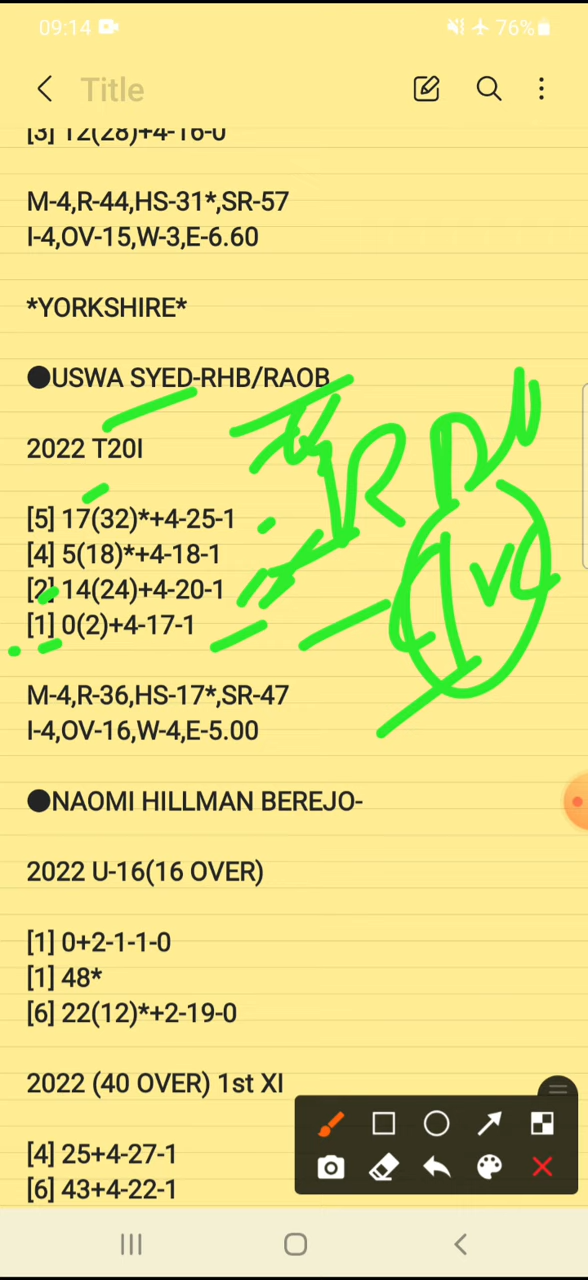 09:14 76%
Title
[3] 12(28)+4-16-0
M-4,R-44,HS-31*,SR-57
I-4,OV-15,W-3,E-6.60
*YORKSHIRE*
●USWA SYED-RHB/RAOB
2022 T20I
[5] 17(32)*+4-25-1
[4] 5(18)*+4-18-1
[2] 14(24)+4-20-1
[1] 0(2)+4-17-1
M-4,R-36,HS-17*,SR-47
I-4,OV-16,W-4,E-5.00
●NAOMI HILLMAN BEREJO-
2022 U-16(16 OVER)
[1] 0+2-1-1-0
[1] 48*
[6] 22(12)*+2-19-0
2022 (40 OVER) 1st XI
[4] 25+4-27-1
[6] 43+4-22-1